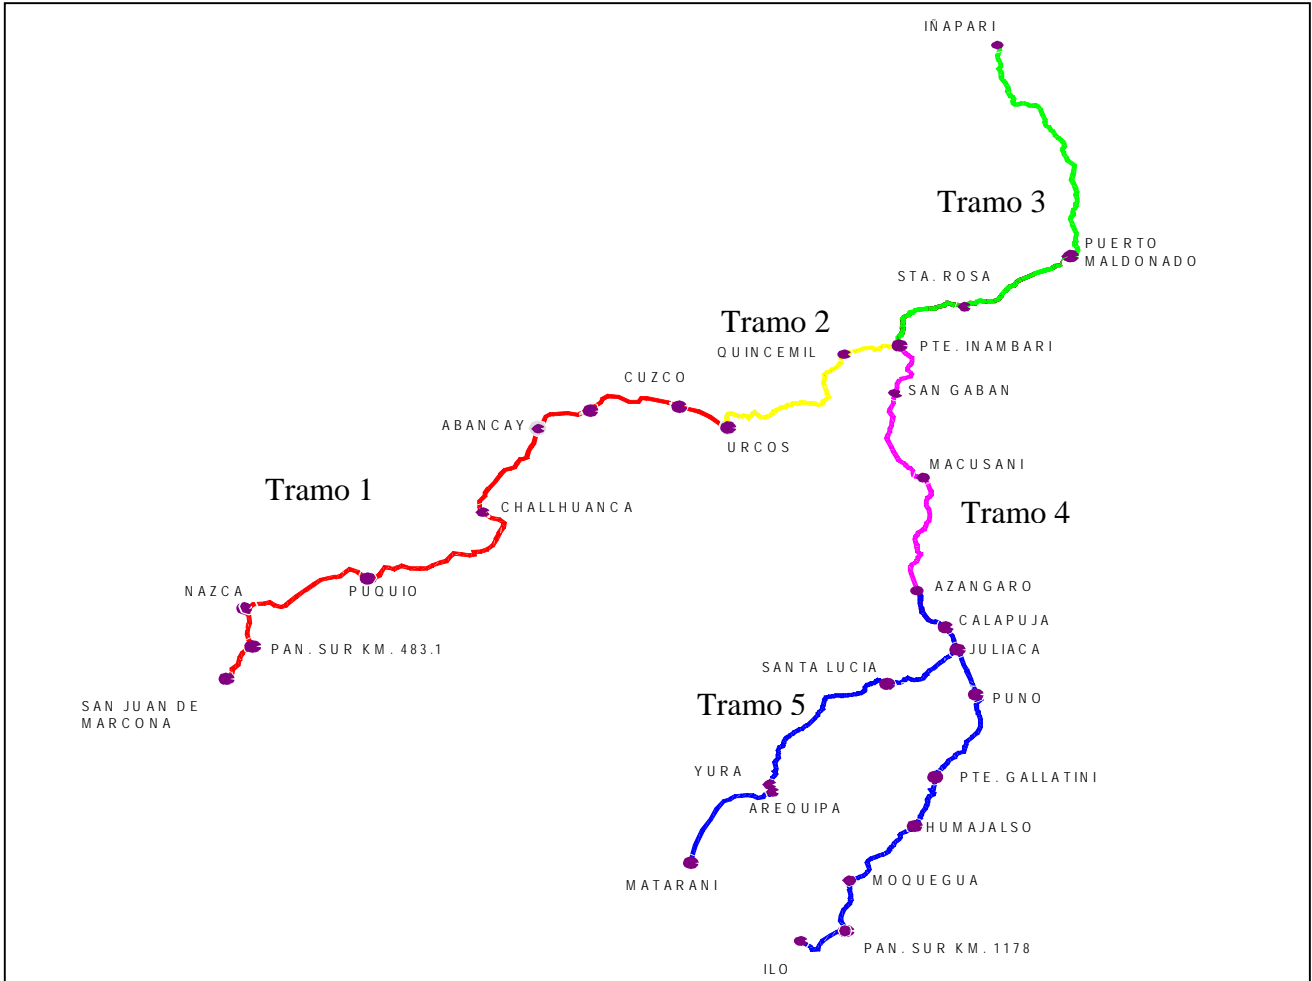 IÑAPARI
Tramo 3
PUERTO
MALDONADO
STA. ROSA
Tramo 2
QUINCEMIL
PTE. INAMBARI
CUZCO
SAN GABAN
ABANCAY
URCOS
MACUSANI
Tramo 1
CHALLHUANCA
Tramo 4
NAZCA
PUQUIO
AZANGARO
CALAPUJA
PAN. SUR KM. 483.1
JULIACA
SANTA LUCIA
SAN JUAN DE
MARCONA
Tramo 5
PUNO
YURA
PTE. GALLATINI
AREQUIPA
HUMAJALSO
MATARANI
MOQUEGUA
PAN. SUR KM. 1178
ILO